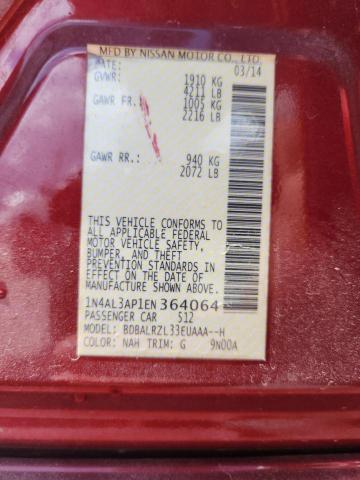 MFD BY NISSAN MOTOR CO., LTD.
DATE: 03/14
GVWR: 1910 KG
4211 LB
GAWR FR.: 1005 KG
2216 LB
GAWR RR.: 940 KG
2072 LB
THIS VEHICLE CONFORMS TO
ALL APPLICABLE FEDERAL
MOTOR VEHICLE SAFETY,
BUMPER, AND THEFT
PREVENTION STANDARDS IN
EFFECT ON THE DATE OF
MANUFACTURE SHOWN ABOVE.
1N4AL3AP1EN364064
PASSENGER CAR 512
MODEL: BDBALRZL33EUAAA--H
COLOR: NAH TRIM: G 9N00A